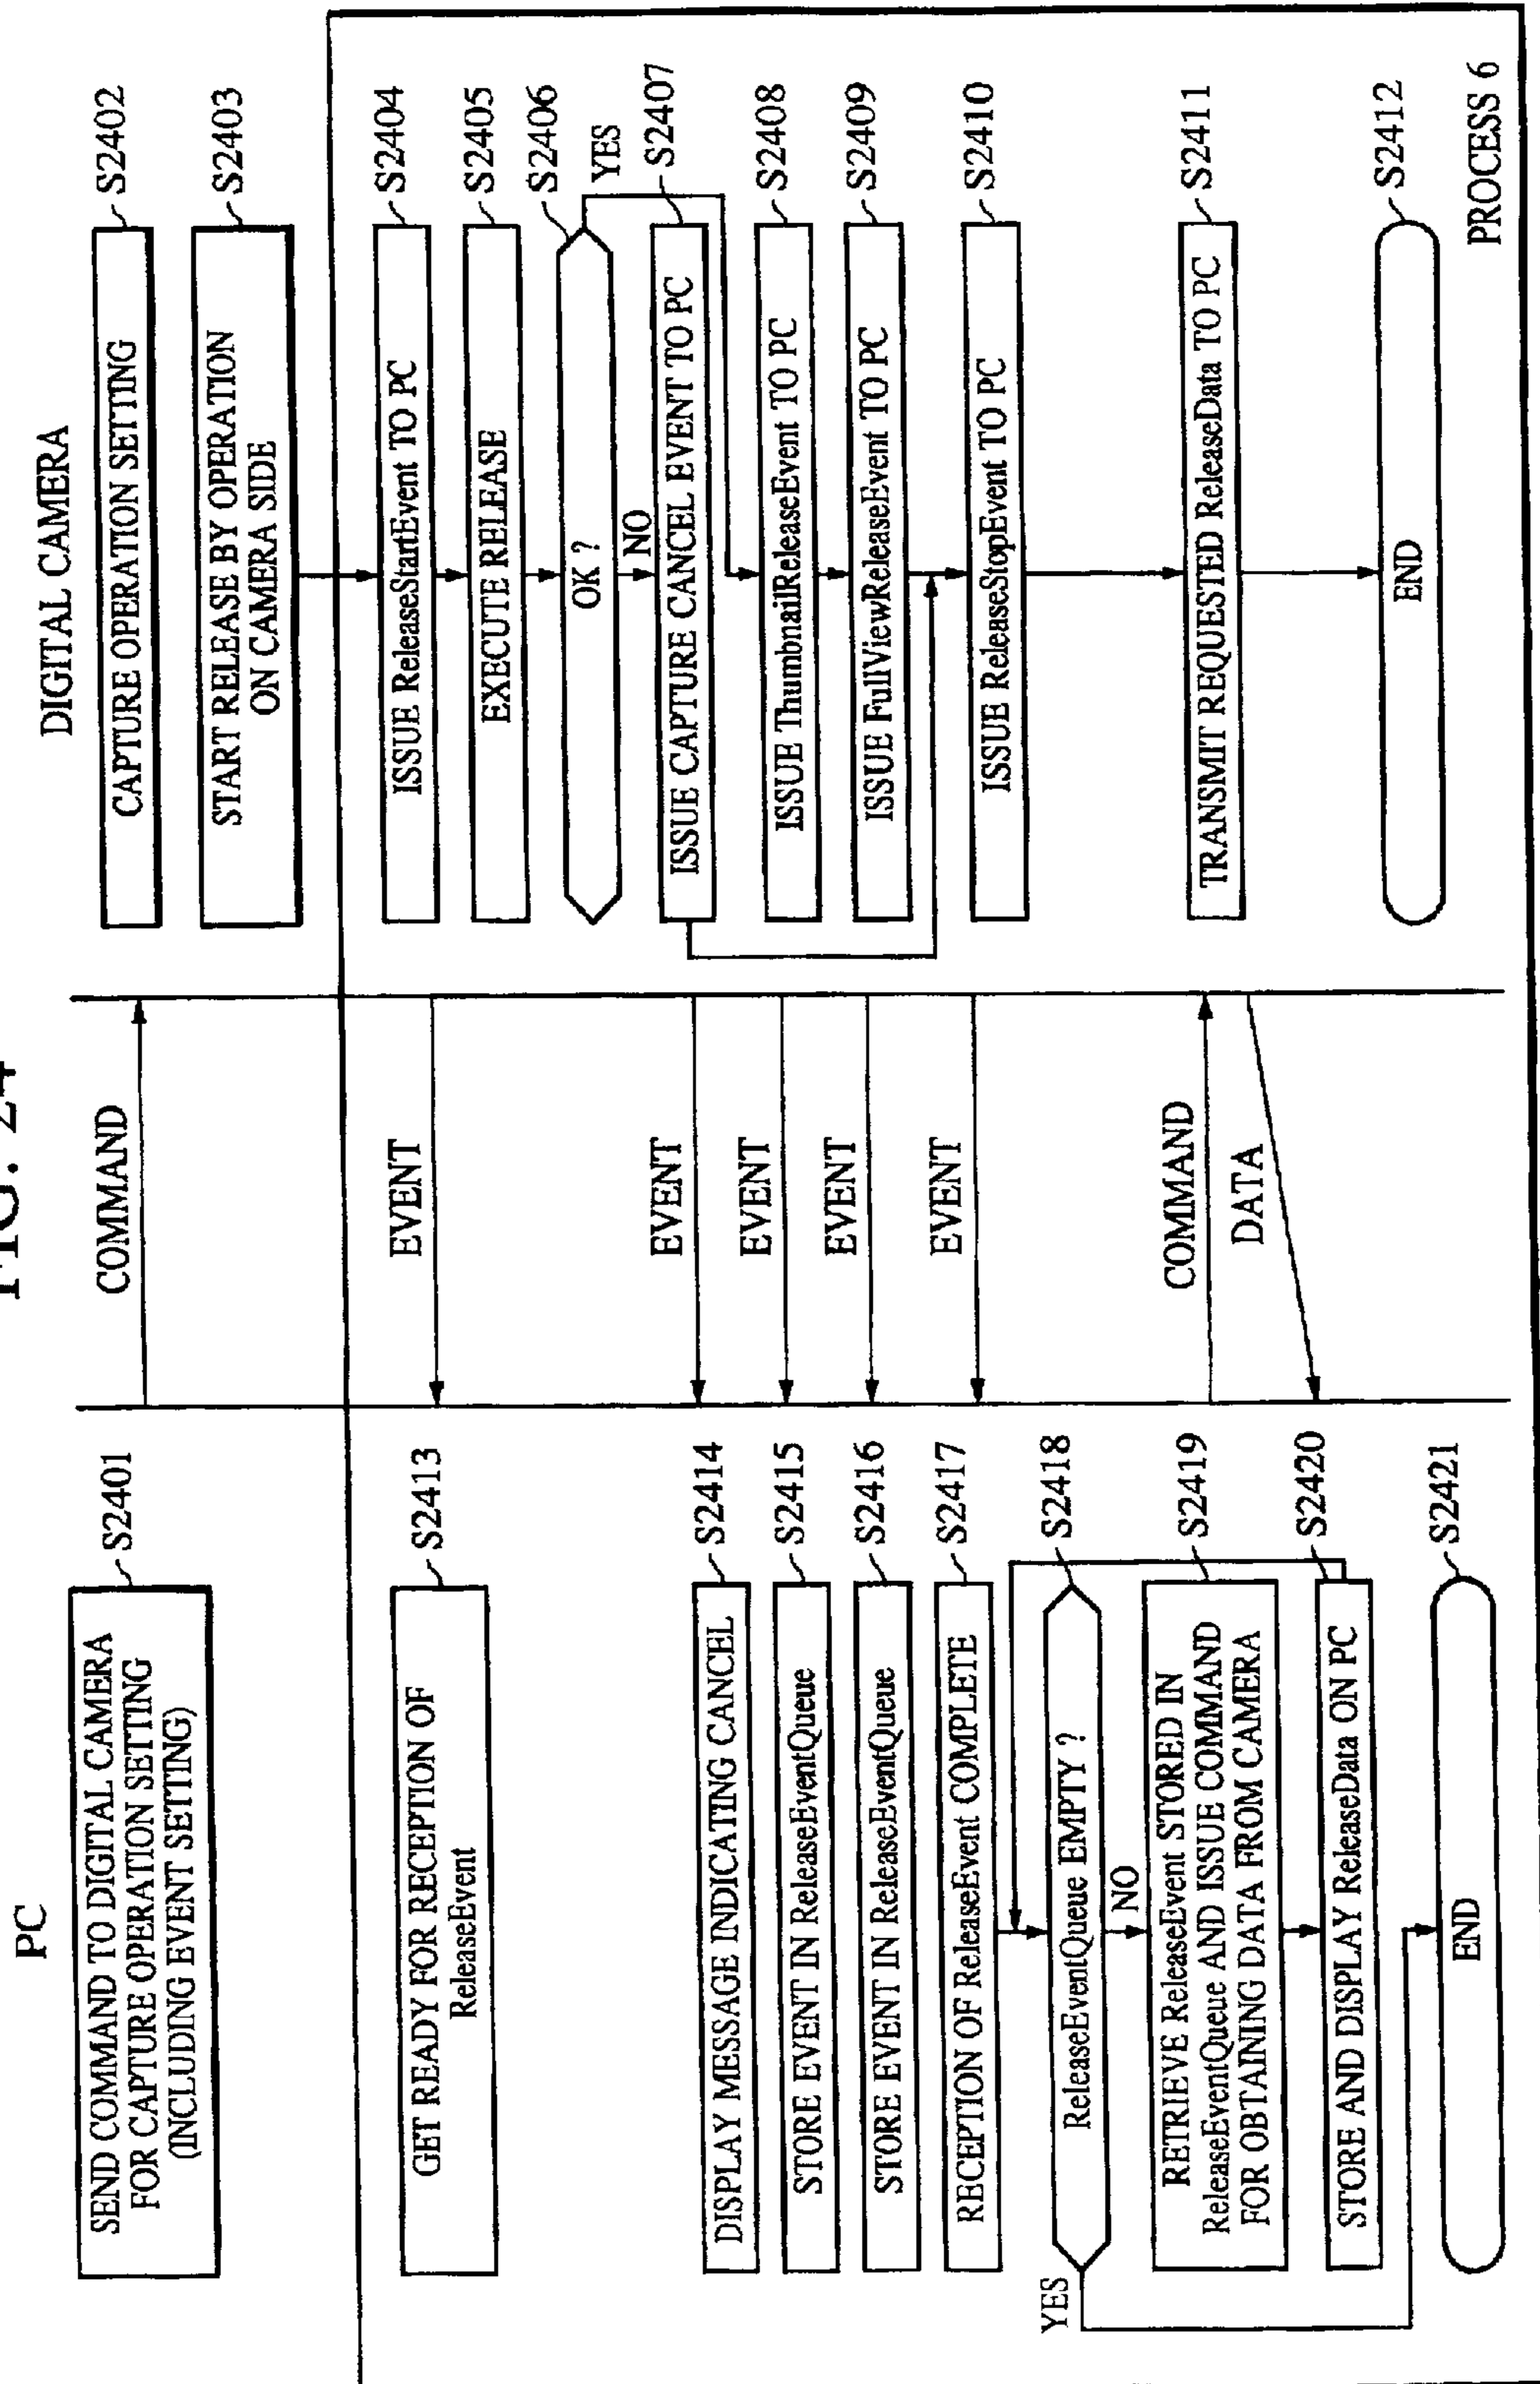 FIG. 24
PC
SEND COMMAND TO DIGITAL CAMERA
FOR CAPTURE OPERATION SETTING
(INCLUDING EVENT SETTING)
S2401
GET READY FOR RECEPTION OF
ReleaseEvent
S2413
DISPLAY MESSAGE INDICATING CANCEL
S2414
STORE EVENT IN ReleaseEventQueue
S2415
STORE EVENT IN ReleaseEventQueue
S2416
RECEPTION OF ReleaseEvent COMPLETE
S2417
ReleaseEventQueue EMPTY ?
S2418
YES
NO
RETRIEVE ReleaseEvent STORED IN
ReleaseEventQueue AND ISSUE COMMAND
FOR OBTAINING DATA FROM CAMERA
S2419
STORE AND DISPLAY ReleaseData ON PC
S2420
END
S2421
COMMAND
EVENT
EVENT
EVENT
EVENT
EVENT
COMMAND
DATA
DIGITAL CAMERA
CAPTURE OPERATION SETTING
S2402
START RELEASE BY OPERATION
ON CAMERA SIDE
S2403
ISSUE ReleaseStartEvent TO PC
S2404
EXECUTE RELEASE
S2405
OK ?
S2406
YES
NO
ISSUE CAPTURE CANCEL EVENT TO PC
S2407
ISSUE ThumbnailReleaseEvent TO PC
S2408
ISSUE FullViewReleaseEvent TO PC
S2409
ISSUE ReleaseStopEvent TO PC
S2410
TRANSMIT REQUESTED ReleaseData TO PC
S2411
END
S2412
PROCESS 6